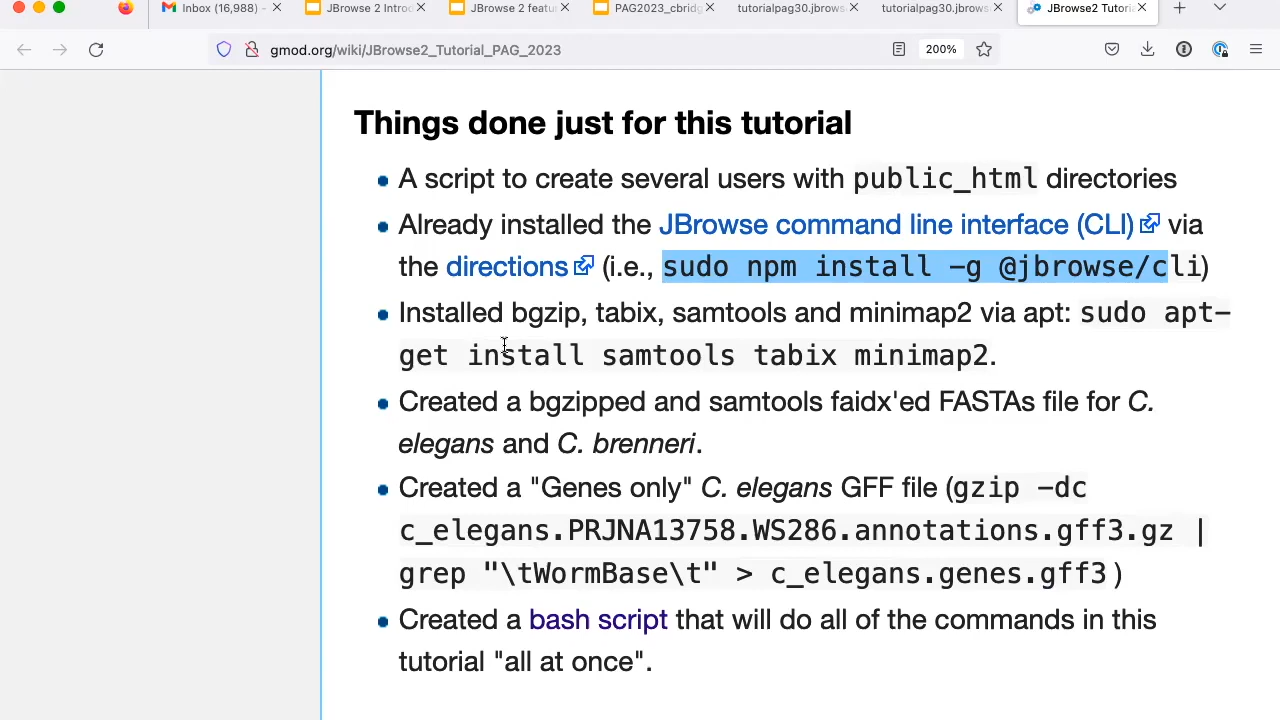 Inbox (16,988) -
JBrowse 2 Introd
JBrowse 2 featu
PAG2023_cbridg
tutorialpag30.jbrows
tutorialpag30.jbrows
JBrowse2 Tutoria
gmod.org/wiki/JBrowse2_Tutorial_PAG_2023
200%
Things done just for this tutorial
A script to create several users with public_html directories
Already installed the JBrowse command line interface (CLI) via
the directions (i.e., sudo npm install -g @jbrowse/cli)
Installed bgzip, tabix, samtools and minimap2 via apt: sudo apt-
get install samtools tabix minimap2.
Created a bgzipped and samtools faidx'ed FASTAs file for C.
elegans and C. brenneri.
Created a "Genes only" C. elegans GFF file (gzip -dc
c_elegans.PRJNA13758.WS286.annotations.gff3.gz |
grep "\tWormBase\t" > c_elegans.genes.gff3)
Created a bash script that will do all of the commands in this
tutorial "all at once".